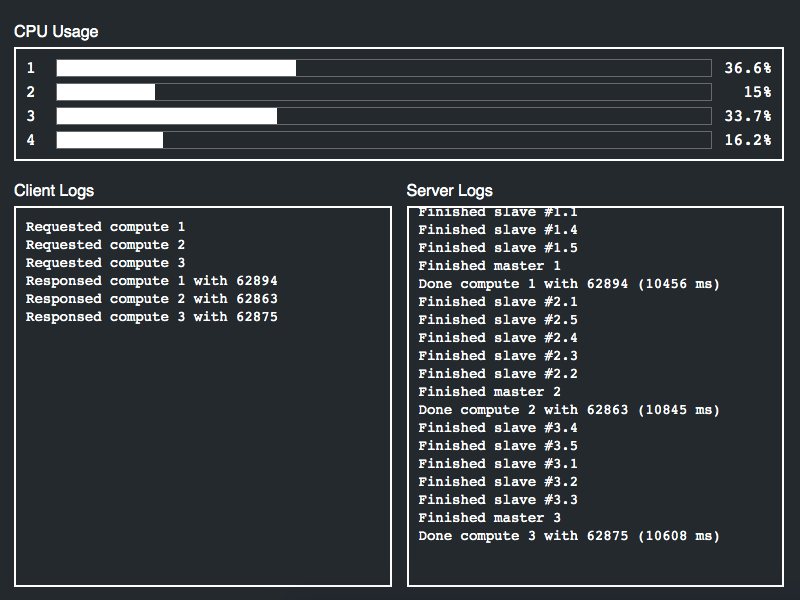 CPU Usage
1 36.6%
2 15%
3 33.7%
4 16.2%
Client Logs
Requested compute 1
Requested compute 2
Requested compute 3
Responsed compute 1 with 62894
Responsed compute 2 with 62863
Responsed compute 3 with 62875
Server Logs
Finished slave #1.1
Finished slave #1.4
Finished slave #1.5
Finished master 1
Done compute 1 with 62894 (10456 ms)
Finished slave #2.1
Finished slave #2.5
Finished slave #2.4
Finished slave #2.3
Finished slave #2.2
Finished master 2
Done compute 2 with 62863 (10845 ms)
Finished slave #3.4
Finished slave #3.5
Finished slave #3.1
Finished slave #3.2
Finished slave #3.3
Finished master 3
Done compute 3 with 62875 (10608 ms)